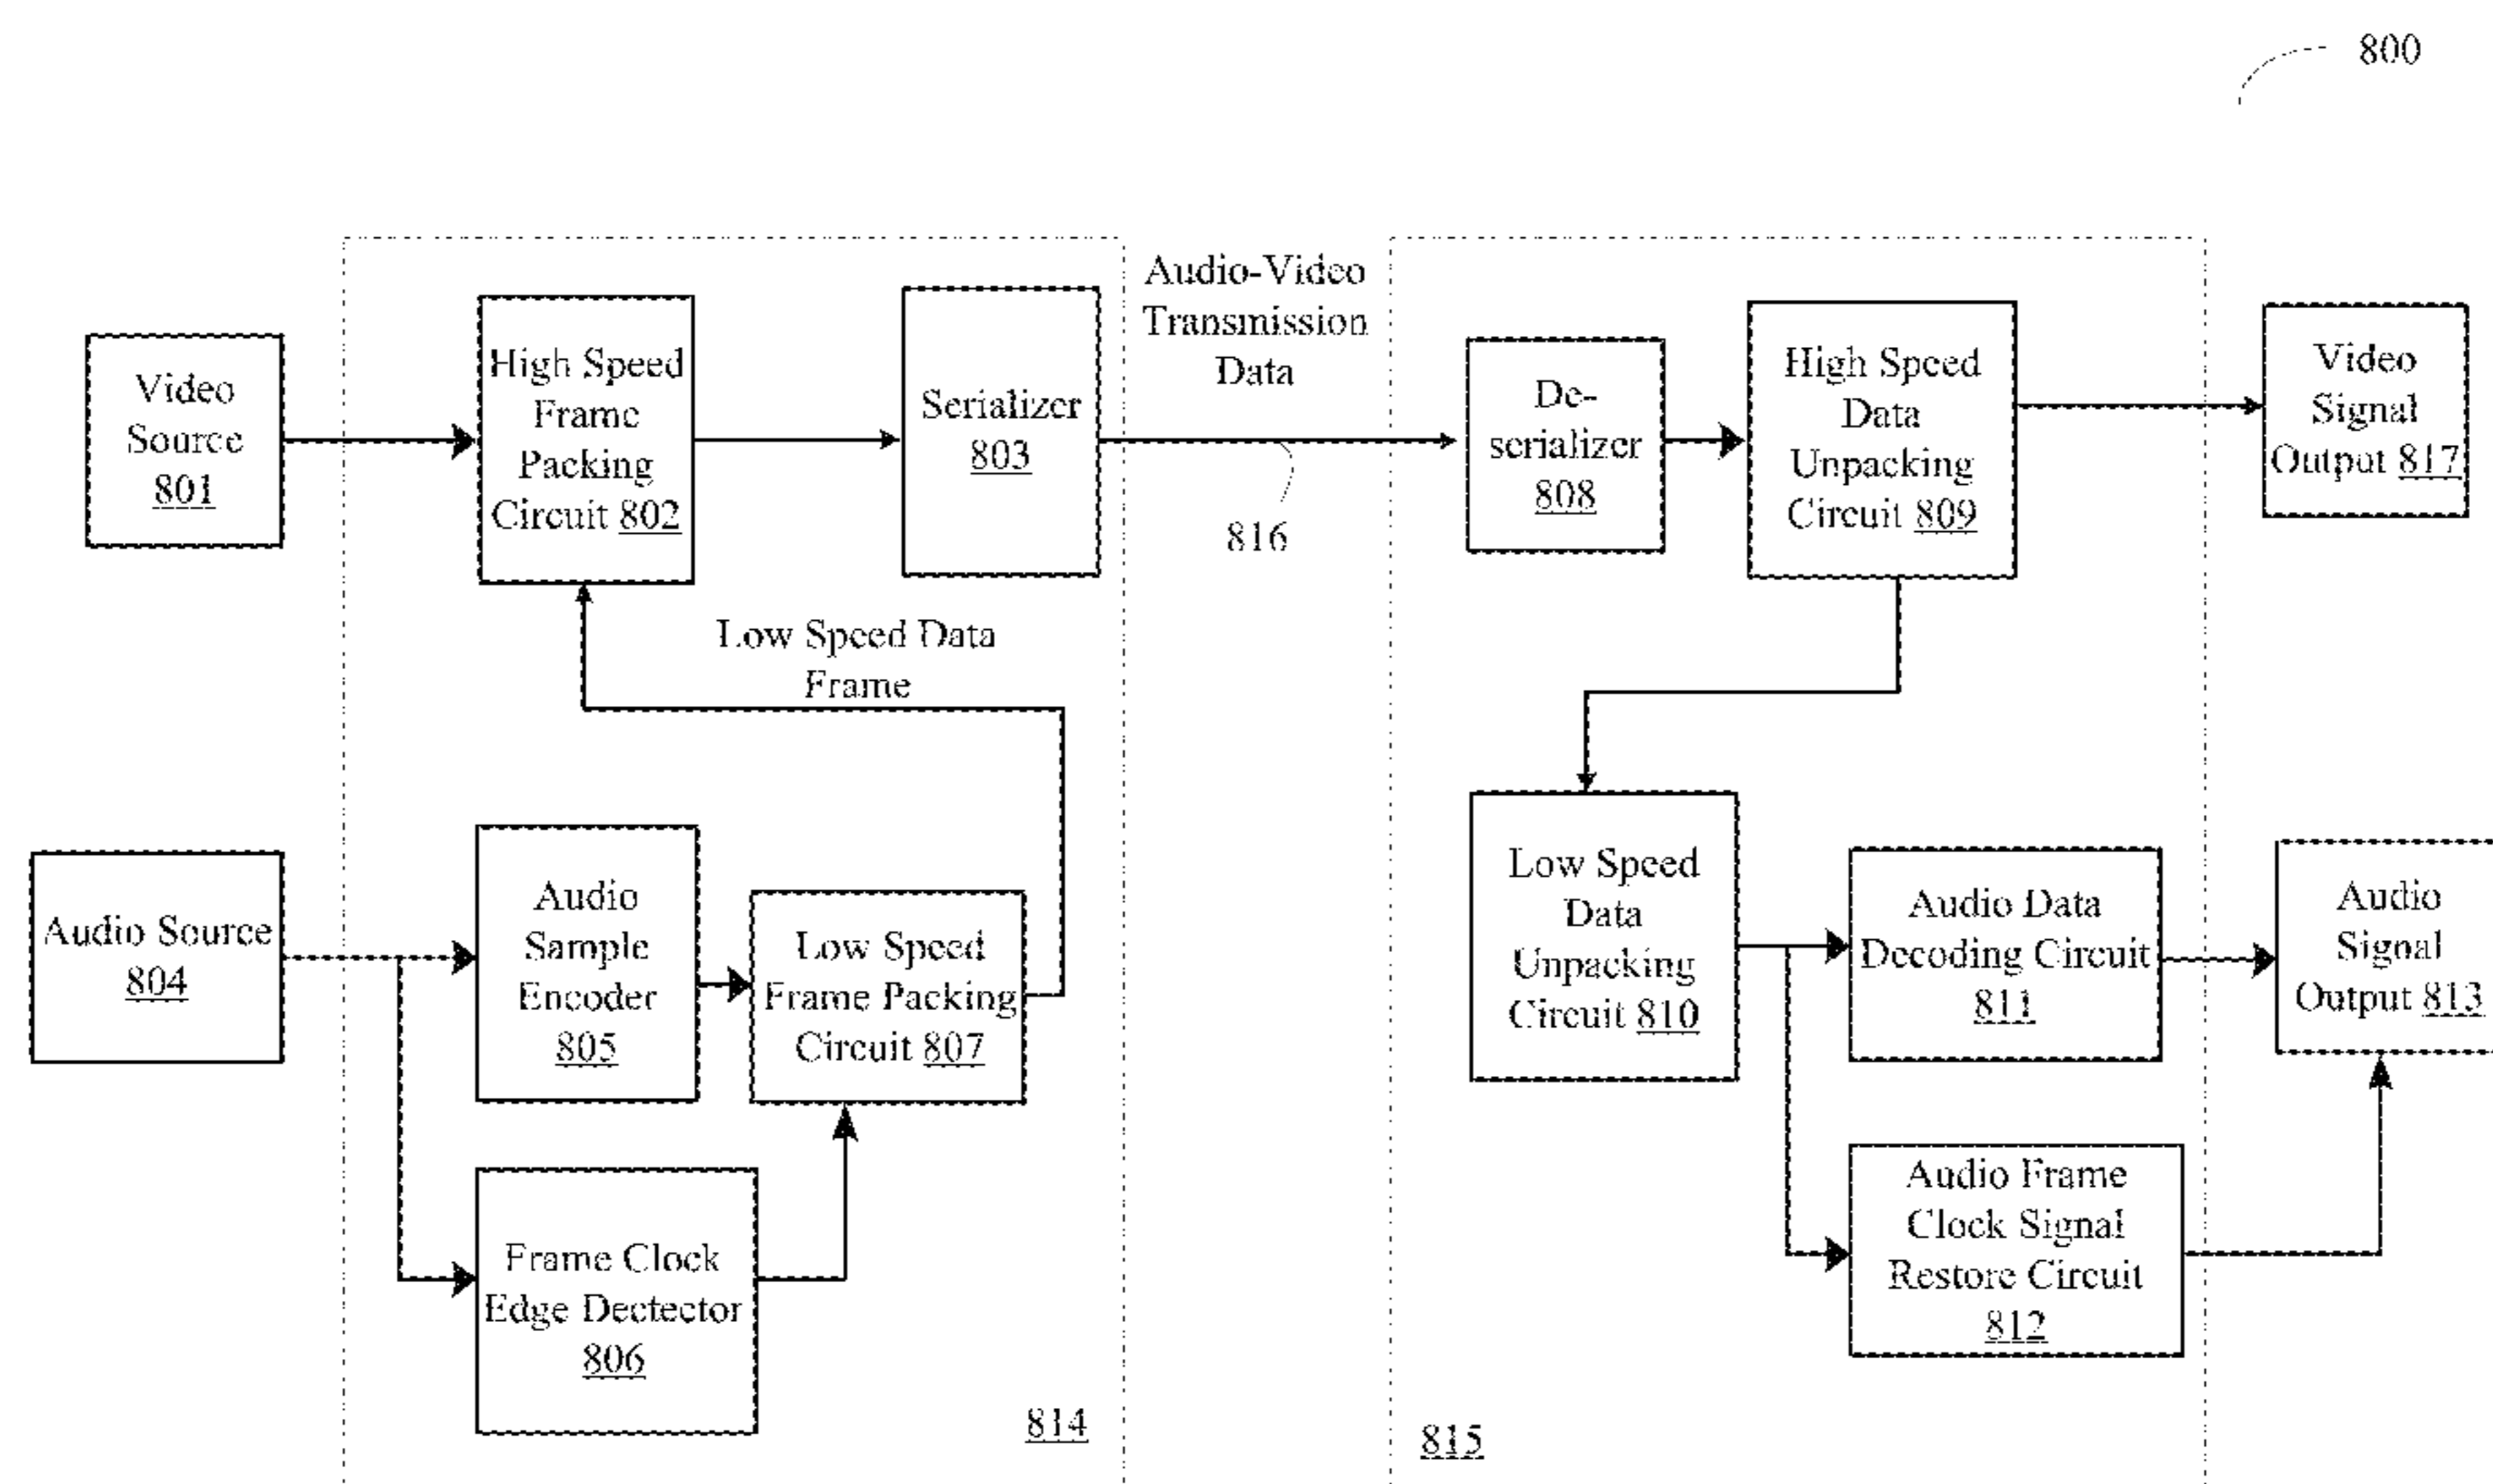 800
Audio-Video
Transmission
Data
Video
Source
801
High Speed
Frame
Packing
Circuit 802
Serializer
803
816
De-
serializer
808
High Speed
Data
Unpacking
Circuit 809
Video
Signal
Output 817
Low Speed Data
Frame
Audio Source
804
Audio
Sample
Encoder
805
Low Speed
Frame Packing
Circuit 807
Frame Clock
Edge Dectector
806
814
Low Speed
Data
Unpacking
Circuit 810
Audio Data
Decoding Circuit
811
Audio
Signal
Output 813
Audio Frame
Clock Signal
Restore Circuit
812
815